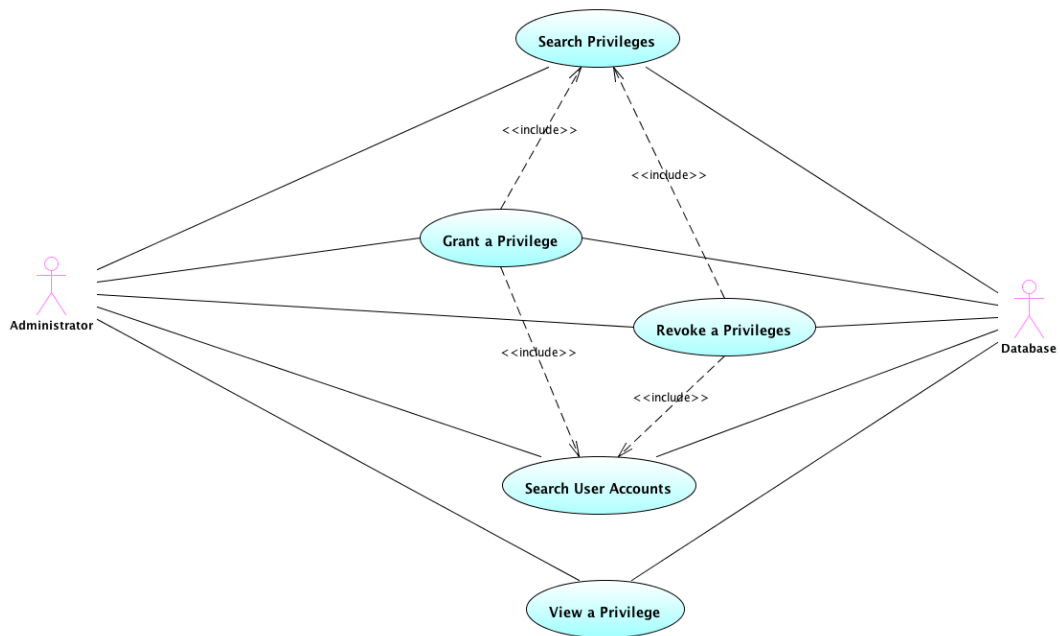 Search Privileges
<<include>>
<<include>>
Grant a Privilege
Administrator
Revoke a Privileges
Database
<<include>>
<<include>>
Search User Accounts
View a Privilege